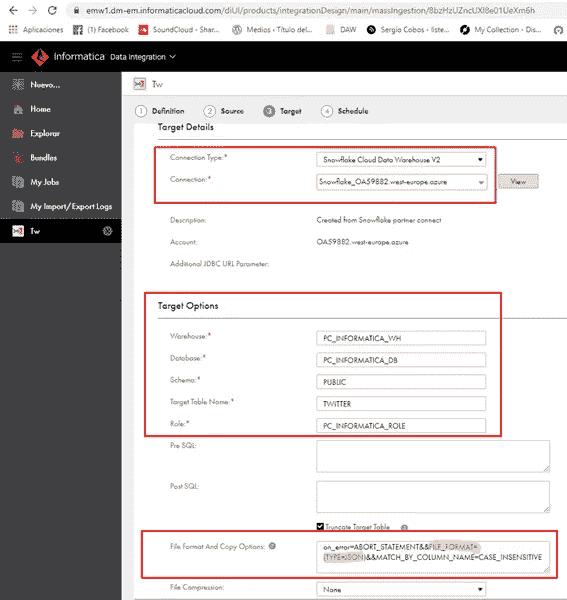 emw1.dm-em.informaticacloud.com/diUI/products/integrationDesign/main/massIngestion/8bzHzUZncUXI8e01UeXm6h
Aplicaciones (1) Facebook SoundCloud - Shar... Medios ‹ Título del... DAW Sergio Cobos - liste... My Collection - Dis...
Informatica Data Integration
Nuevo...
Home
Explorar
Bundles
My Jobs
My Import/Export Logs
Tw
Tw
1 Definition 2 Source 3 Target 4 Schedule
Target Details
Connection Type:* Snowflake Cloud Data Warehouse V2
Connection:* Snowflake_OA59882.west-europe.azure View
Description: Created from Snowflake partner connect
Account: OA59882.west-europe.azure
Additional JDBC URL Parameter:
Target Options
Warehouse:* PC_INFORMATICA_WH
Database:* PC_INFORMATICA_DB
Schema:* PUBLIC
Target Table Name:* TWITTER
Role:* PC_INFORMATICA_ROLE
Pre SQL:
Post SQL:
Truncate Target Table
File Format And Copy Options: on_error=ABORT_STATEMENT&&FILE_FORMAT=
(TYPE=JSON)&&MATCH_BY_COLUMN_NAME=CASE_INSENSITIVE
File Compression: None